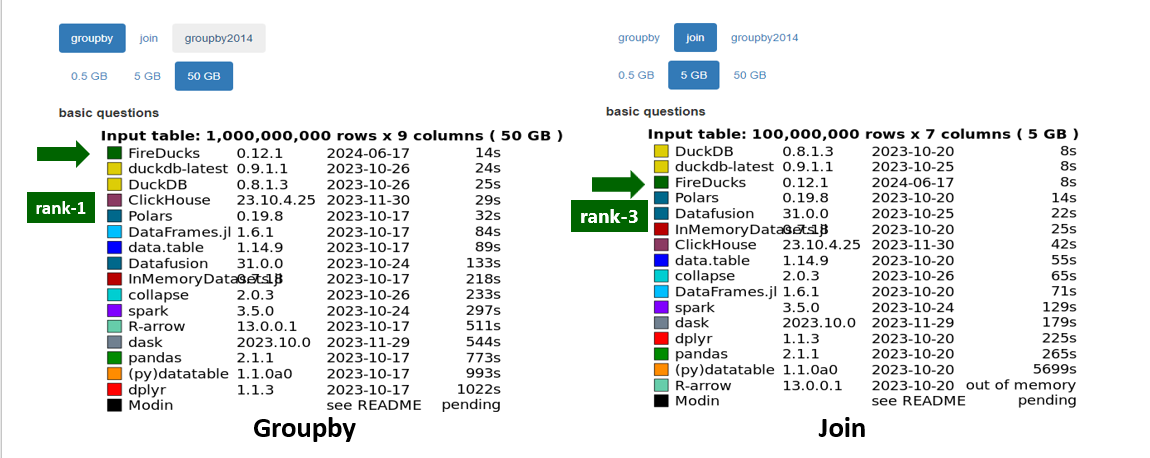 groupby join groupby2014
0.5 GB 5 GB 50 GB
basic questions
Input table: 1,000,000,000 rows x 9 columns ( 50 GB )
FireDucks 0.12.1 2024-06-17 14s
duckdb-latest 0.9.1.1 2023-10-26 24s
DuckDB 0.8.1.3 2023-10-26 25s
ClickHouse 23.10.4.25 2023-11-30 29s
rank-1
Polars 0.19.8 2023-10-17 32s
DataFrames.jl 1.6.1 2023-10-17 84s
data.table 1.14.9 2023-10-17 89s
Datafusion 31.0.0 2023-10-24 133s
InMemoryDatasets.jl 2023-10-17 218s
collapse 2.0.3 2023-10-26 233s
spark 3.5.0 2023-10-24 297s
R-arrow 13.0.0.1 2023-10-17 511s
dask 2023.10.0 2023-11-29 544s
pandas 2.1.1 2023-10-17 773s
(py)datatable 1.1.0a0 2023-10-17 993s
dplyr 1.1.3 2023-10-17 1022s
Modin see README pending
Groupby
groupby join groupby2014
0.5 GB 5 GB 50 GB
basic questions
Input table: 100,000,000 rows x 7 columns ( 5 GB )
DuckDB 0.8.1.3 2023-10-20 8s
duckdb-latest 0.9.1.1 2023-10-25 8s
FireDucks 0.12.1 2024-06-17 8s
Polars 0.19.8 2023-10-20 14s
rank-3
Datafusion 31.0.0 2023-10-25 22s
InMemoryDatasets.jl 2023-10-20 25s
ClickHouse 23.10.4.25 2023-11-30 42s
data.table 1.14.9 2023-10-20 55s
collapse 2.0.3 2023-10-26 65s
DataFrames.jl 1.6.1 2023-10-20 71s
spark 3.5.0 2023-10-24 129s
dask 2023.10.0 2023-11-29 179s
dplyr 1.1.3 2023-10-20 225s
pandas 2.1.1 2023-10-20 265s
(py)datatable 1.1.0a0 2023-10-20 5699s
R-arrow 13.0.0.1 2023-10-20 out of memory
Modin see README pending
Join